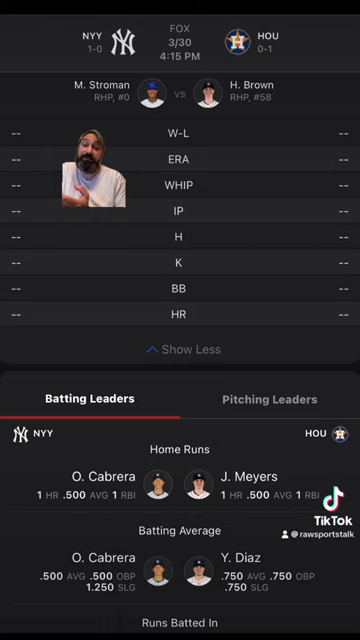 FOX
NYY
1-0
3/30
4:15 PM
HOU
0-1
M. Stroman
RHP, #0
vs
H. Brown
RHP, #58
-- W-L --
-- ERA --
-- WHIP --
-- IP --
-- H --
-- K --
-- BB --
-- HR --
Show Less
Batting Leaders
Pitching Leaders
NYY
HOU
Home Runs
O. Cabrera
1 HR .500 AVG 1 RBI
J. Meyers
1 HR .500 AVG 1 RBI
TikTok
@rawsportstalk
Batting Average
O. Cabrera
.500 AVG .500 OBP
1.250 SLG
Y. Diaz
.750 AVG .750 OBP
.750 SLG
Runs Batted In